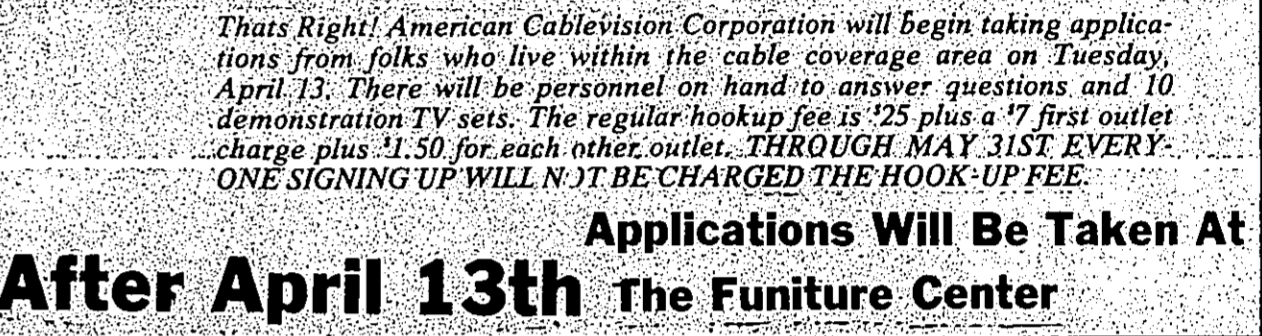 Thats Right! American Cablevision Corporation will begin taking applica-
tions from folks who live within the cable coverage area on Tuesday,
April 13. There will be personnel on hand to answer questions and 10
demonstration TV sets. The regular hookup fee is $25 plus a $7 first outlet
charge plus $1.50 for each other outlet. THROUGH MAY 31ST EVERY-
ONE SIGNING UP WILL NOT BE CHARGED THE HOOK-UP FEE.
Applications Will Be Taken At
After April 13th The Funiture Center